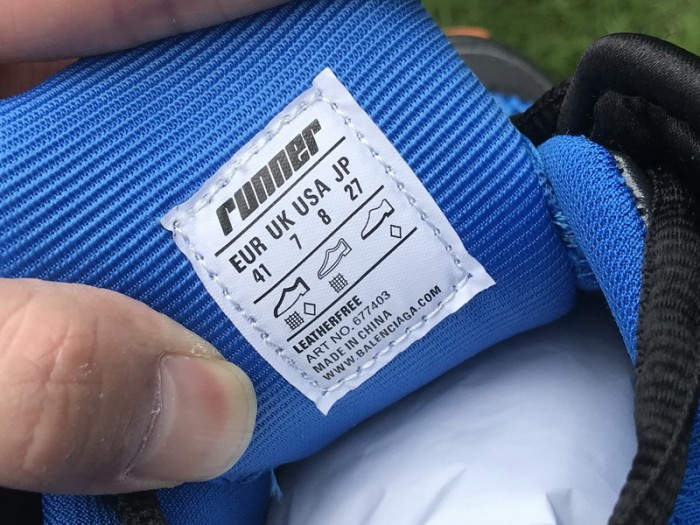 runner
EUR UK USA JP
41 7 8 27
LEATHERFREE
ART NO. 677403
MADE IN CHINA
WWW.BALENCIAGA.COM